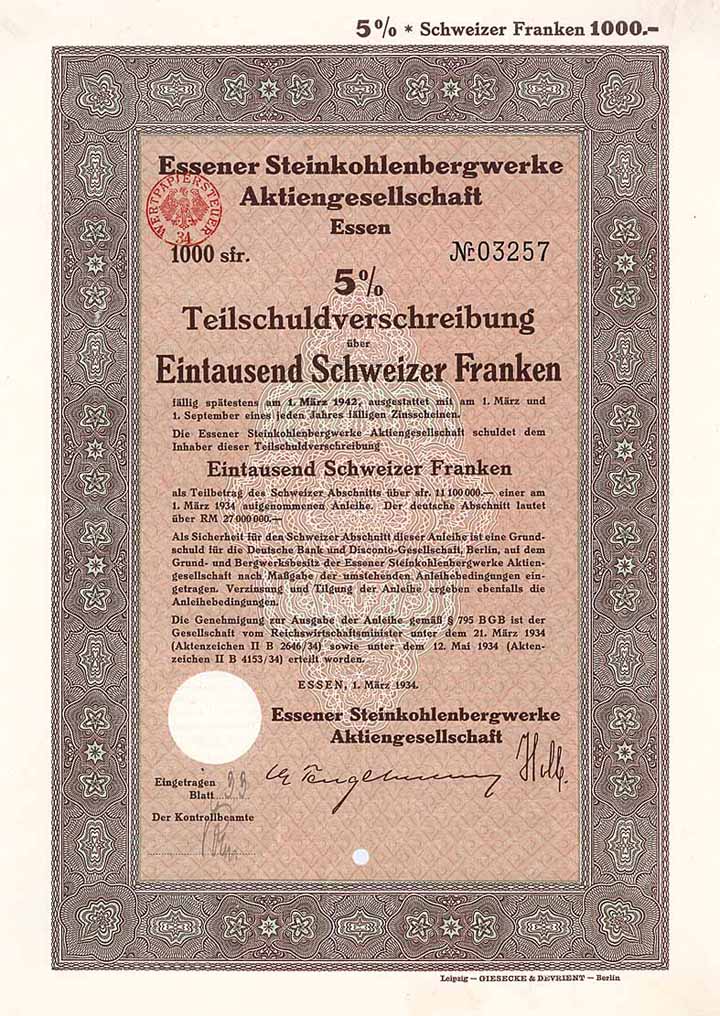 5% * Schweizer Franken 1000.-
Essener Steinkohlenbergwerke
Aktiengesellschaft
Essen
WERTPAPIERSTEUER
34
1000 sfr.
№ 03257
5%
Teilschuldverschreibung
über
Eintausend Schweizer Franken
fällig spätestens am 1. März 1942, ausgestattet mit am 1. März und
1. September eines jeden Jahres fälligen Zinsscheinen.
Die Essener Steinkohlenbergwerke Aktiengesellschaft schuldet dem
Inhaber dieser Teilschuldverschreibung
Eintausend Schweizer Franken
als Teilbetrag des Schweizer Abschnitts über sfr. 11 100 000.— einer am
1. März 1934 aufgenommenen Anleihe. Der deutsche Abschnitt lautet
über RM 27 000 000.—
Als Sicherheit für den Schweizer Abschnitt dieser Anleihe ist eine Grund-
schuld für die Deutsche Bank und Disconto-Gesellschaft, Berlin, auf dem
Grund- und Bergwerksbesitz der Essener Steinkohlenbergwerke Aktien-
gesellschaft nach Maßgabe der umstehenden Anleihebedingungen ein-
getragen. Verzinsung und Tilgung der Anleihe ergeben ebenfalls die
Anleihebedingungen.
Die Genehmigung zur Ausgabe der Anleihe gemäß § 795 BGB ist der
Gesellschaft vom Reichswirtschaftsminister unter dem 21. März 1934
(Aktenzeichen II B 2646/34) sowie unter dem 12. Mai 1934 (Akten-
zeichen II B 4153/34) erteilt worden.
ESSEN, 1. März 1934.
Essener Steinkohlenbergwerke
Aktiengesellschaft
Eingetragen
Blatt
Der Kontrollbeamte
Leipzig — GIESECKE & DEVRIENT — Berlin